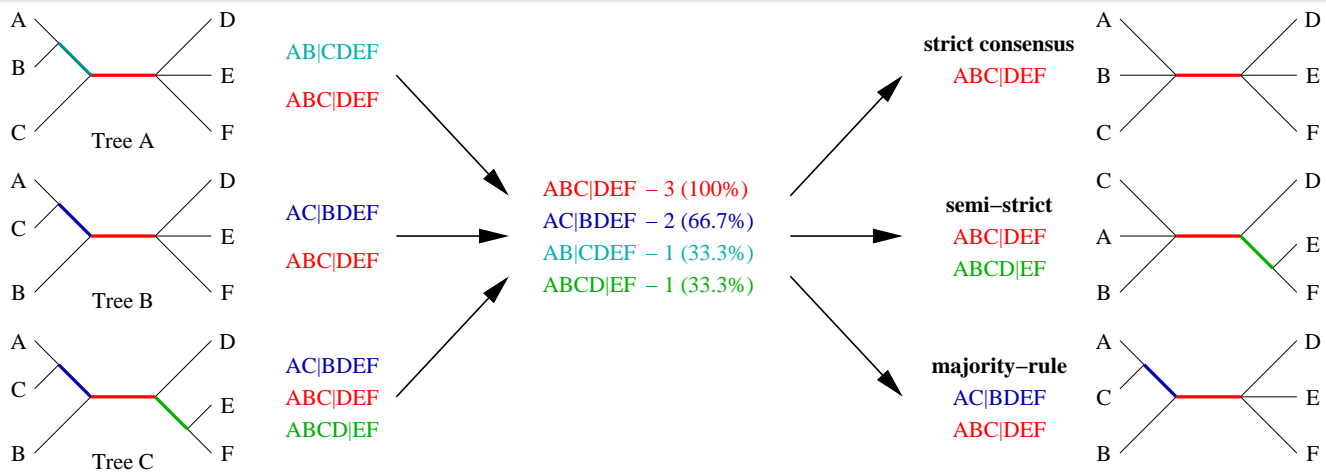 A
B
C
D
E
F
Tree A
AB|CDEF
ABC|DEF
A
C
B
D
E
F
Tree B
AC|BDEF
ABC|DEF
A
C
B
D
E
F
Tree C
AC|BDEF
ABC|DEF
ABCD|EF
ABC|DEF – 3 (100%)
AC|BDEF – 2 (66.7%)
AB|CDEF – 1 (33.3%)
ABCD|EF – 1 (33.3%)
strict consensus
ABC|DEF
A
B
C
D
E
F
semi–strict
ABC|DEF
ABCD|EF
C
A
B
D
E
F
majority–rule
AC|BDEF
ABC|DEF
A
C
B
D
E
F